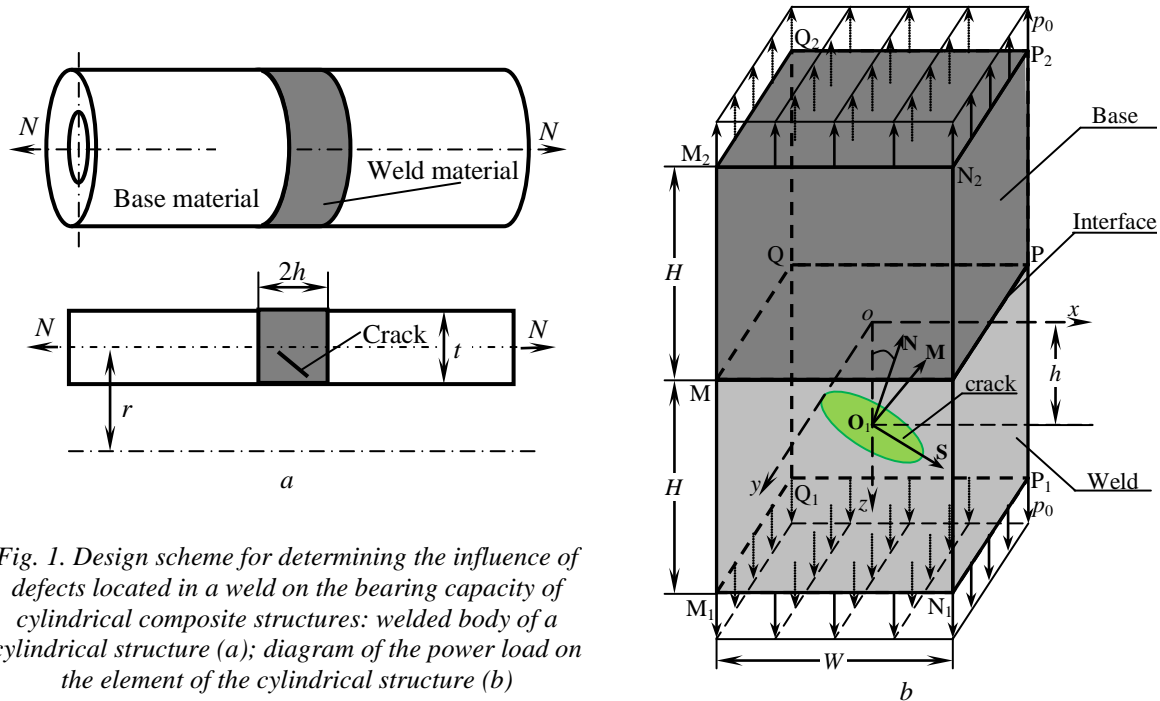 N
N
Weld material
Base material
2h
N
N
Crack
t
r
a
Fig. 1. Design scheme for determining the influence of
defects located in a weld on the bearing capacity of
cylindrical composite structures: welded body of a
cylindrical structure (a); diagram of the power load on
the element of the cylindrical structure (b)
p₀
Q₂
P₂
Base
M₂
N₂
Interface
H
Q
P
o
x
N
M
h
M
crack
O₁
S
H
y
Q₁
z
P₁
Weld
p₀
M₁
N₁
W
b